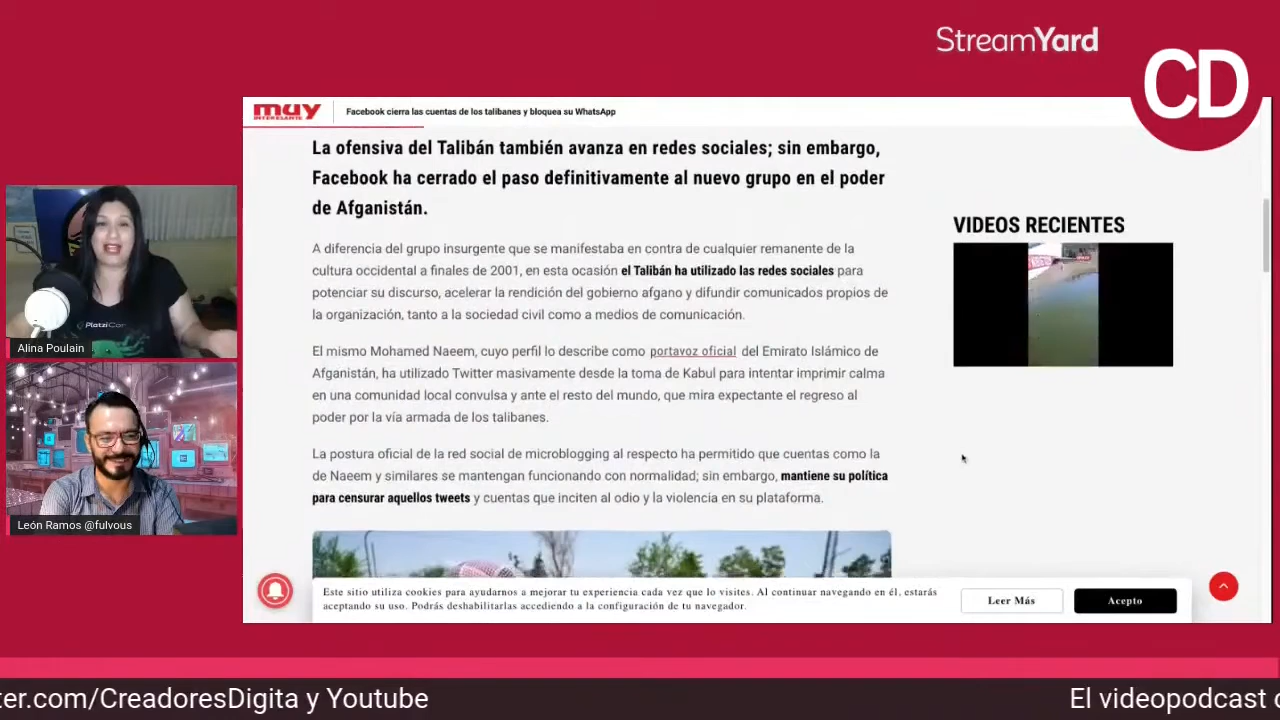 StreamYard
CD
muy
INTERESANTE
Facebook cierra las cuentas de los talibanes y bloquea su WhatsApp
La ofensiva del Talibán también avanza en redes sociales; sin embargo,
Facebook ha cerrado el paso definitivamente al nuevo grupo en el poder
de Afganistán.
A diferencia del grupo insurgente que se manifestaba en contra de cualquier remanente de la
cultura occidental a finales de 2001, en esta ocasión el Talibán ha utilizado las redes sociales para
potenciar su discurso, acelerar la rendición del gobierno afgano y difundir comunicados propios de
la organización, tanto a la sociedad civil como a medios de comunicación.
El mismo Mohamed Naeem, cuyo perfil lo describe como portavoz oficial del Emirato Islámico de
Afganistán, ha utilizado Twitter masivamente desde la toma de Kabul para intentar imprimir calma
en una comunidad local convulsa y ante el resto del mundo, que mira expectante el regreso al
poder por la vía armada de los talibanes.
La postura oficial de la red social de microblogging al respecto ha permitido que cuentas como la
de Naeem y similares se mantengan funcionando con normalidad; sin embargo, mantiene su política
para censurar aquellos tweets y cuentas que inciten al odio y la violencia en su plataforma.
VIDEOS RECIENTES
PlatziCon
Alina Poulain
León Ramos @fulvous
Este sitio utiliza cookies para ayudarnos a mejorar tu experiencia cada vez que lo visites. Al continuar navegando en él, estarás
aceptando su uso. Podrás deshabilitarlas accediendo a la configuración de tu navegador.
Leer Más
Acepto
ter.com/CreadoresDigita y Youtube
El videopodcast